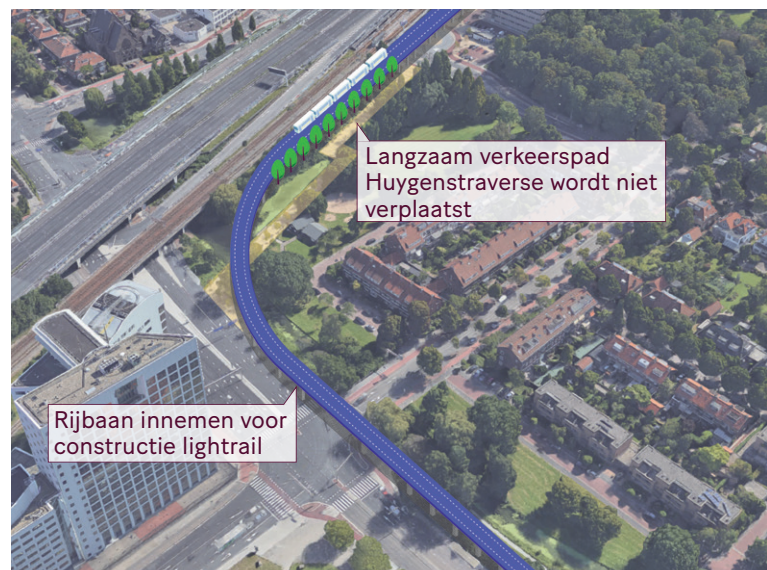 Langzaam verkeerspad
Huygenstraverse wordt niet
verplaatst
Rijbaan innemen voor
constructie lightrail